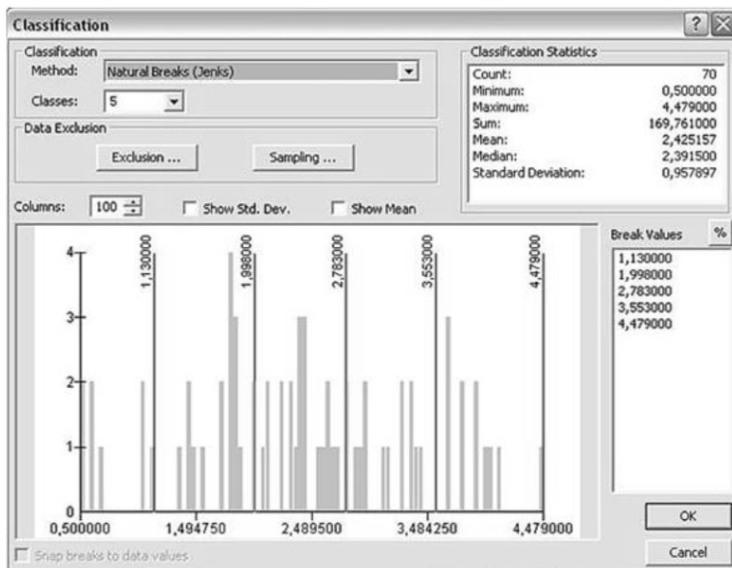 Classification
Classification
Method: Natural Breaks (Jenks)
Classes: 5
Data Exclusion
Exclusion ... Sampling ...
Classification Statistics
Count: 70
Minimum: 0,500000
Maximum: 4,479000
Sum: 169,761000
Mean: 2,425157
Median: 2,391500
Standard Deviation: 0,957897
Columns: 100 Show Std. Dev. Show Mean
Break Values %
1,130000
1,998000
2,783000
3,553000
4,479000
1,130000 1,998000 2,783000 3,553000 4,479000
4
3
2
1
0
0,500000 1,494750 2,489500 3,484250 4,479000
Snap breaks to data values
OK
Cancel